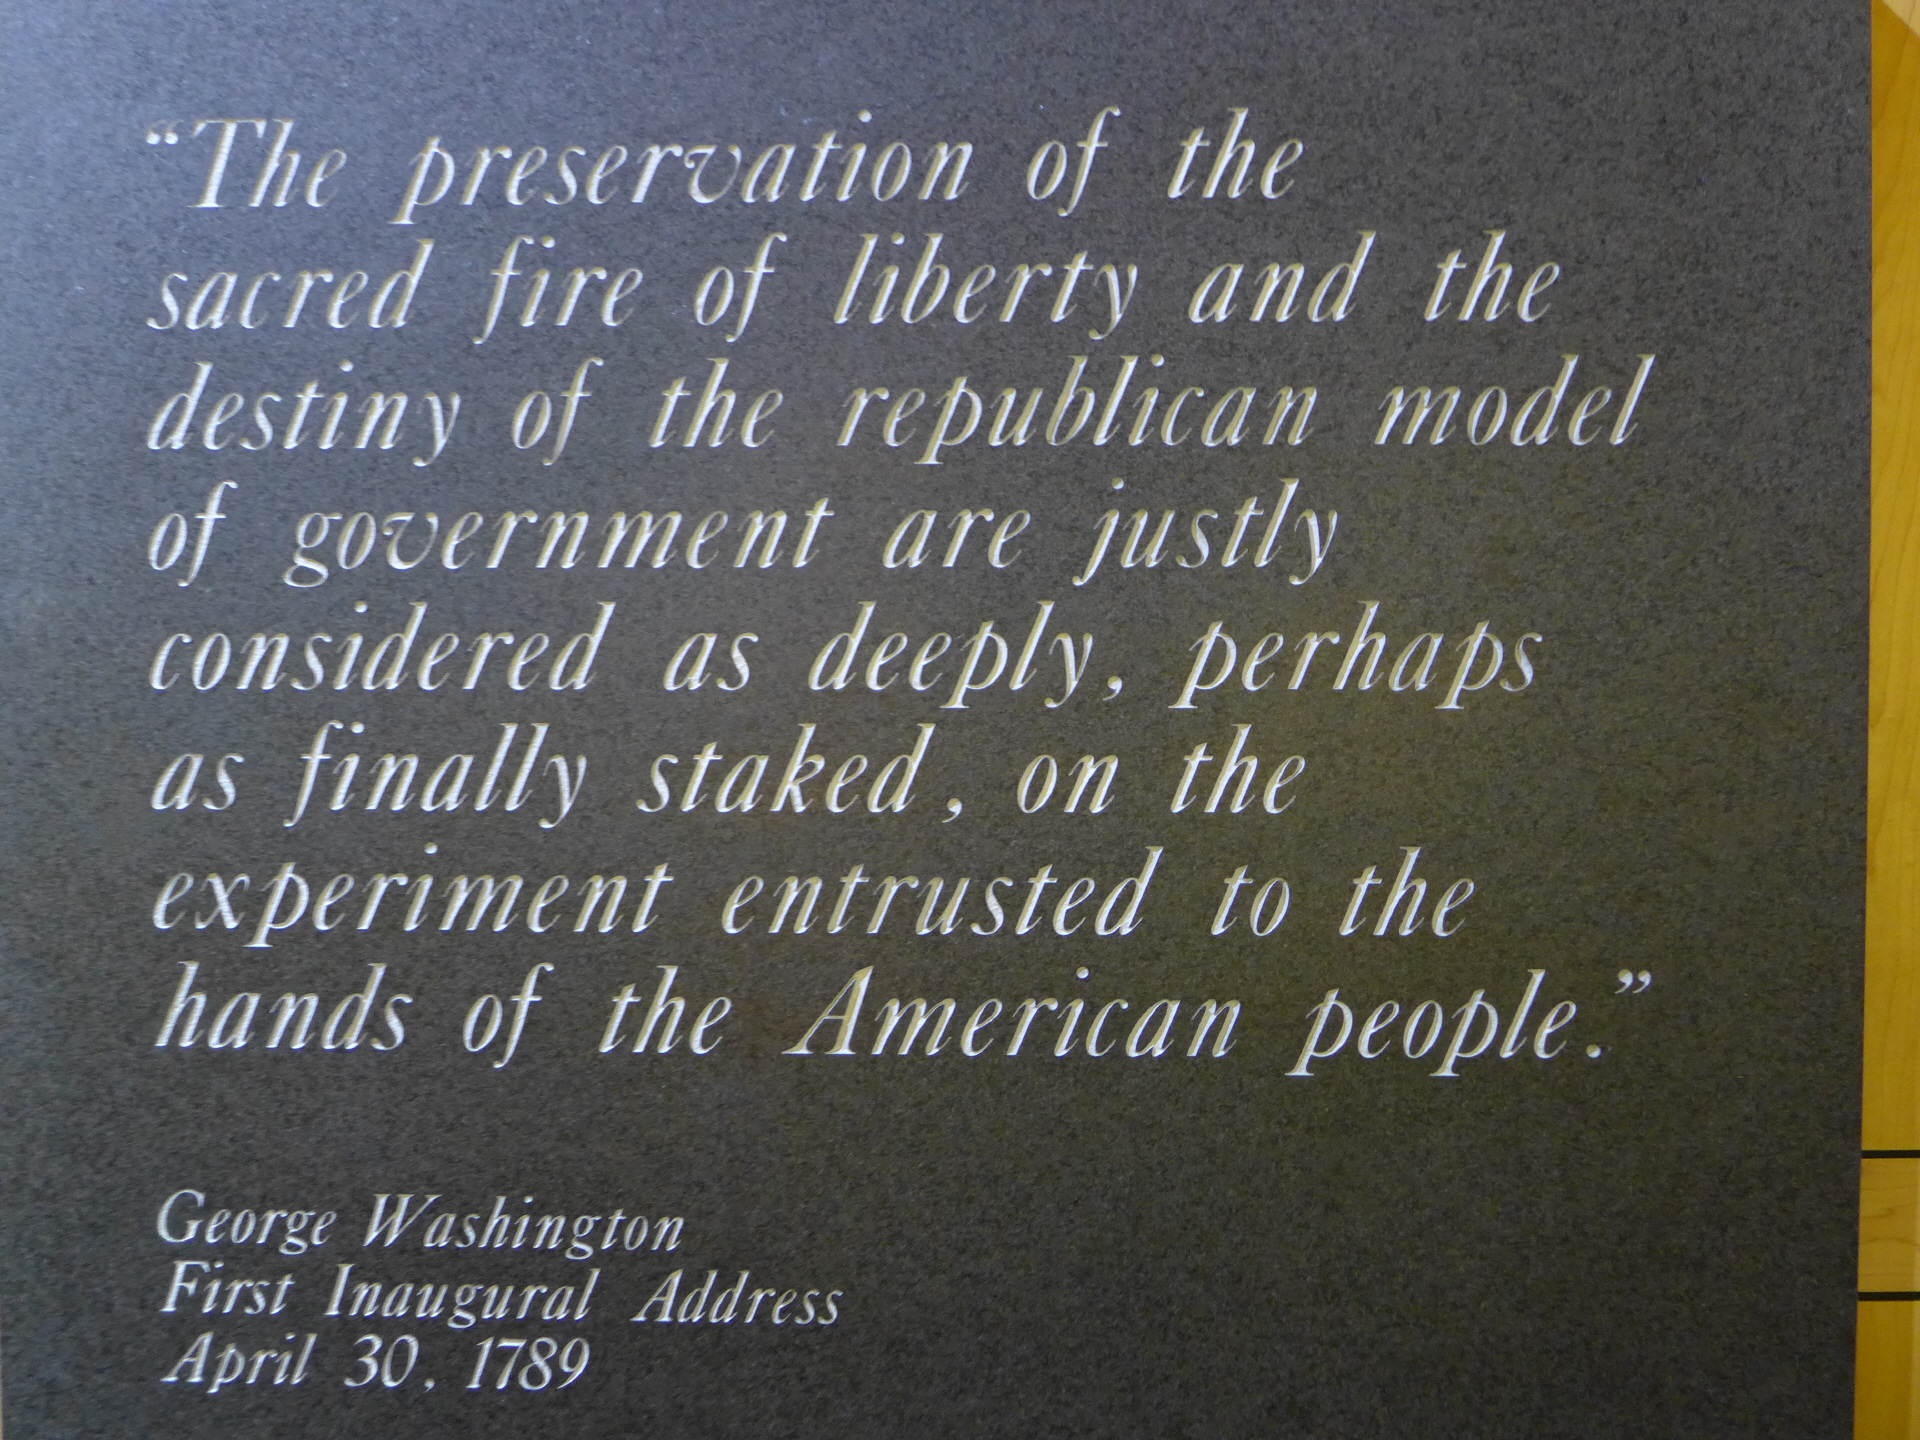 “The preservation of the
sacred fire of liberty and the
destiny of the republican model
of government are justly
considered as deeply, perhaps
as finally staked, on the
experiment entrusted to the
hands of the American people.”
George Washington
First Inaugural Address
April 30, 1789